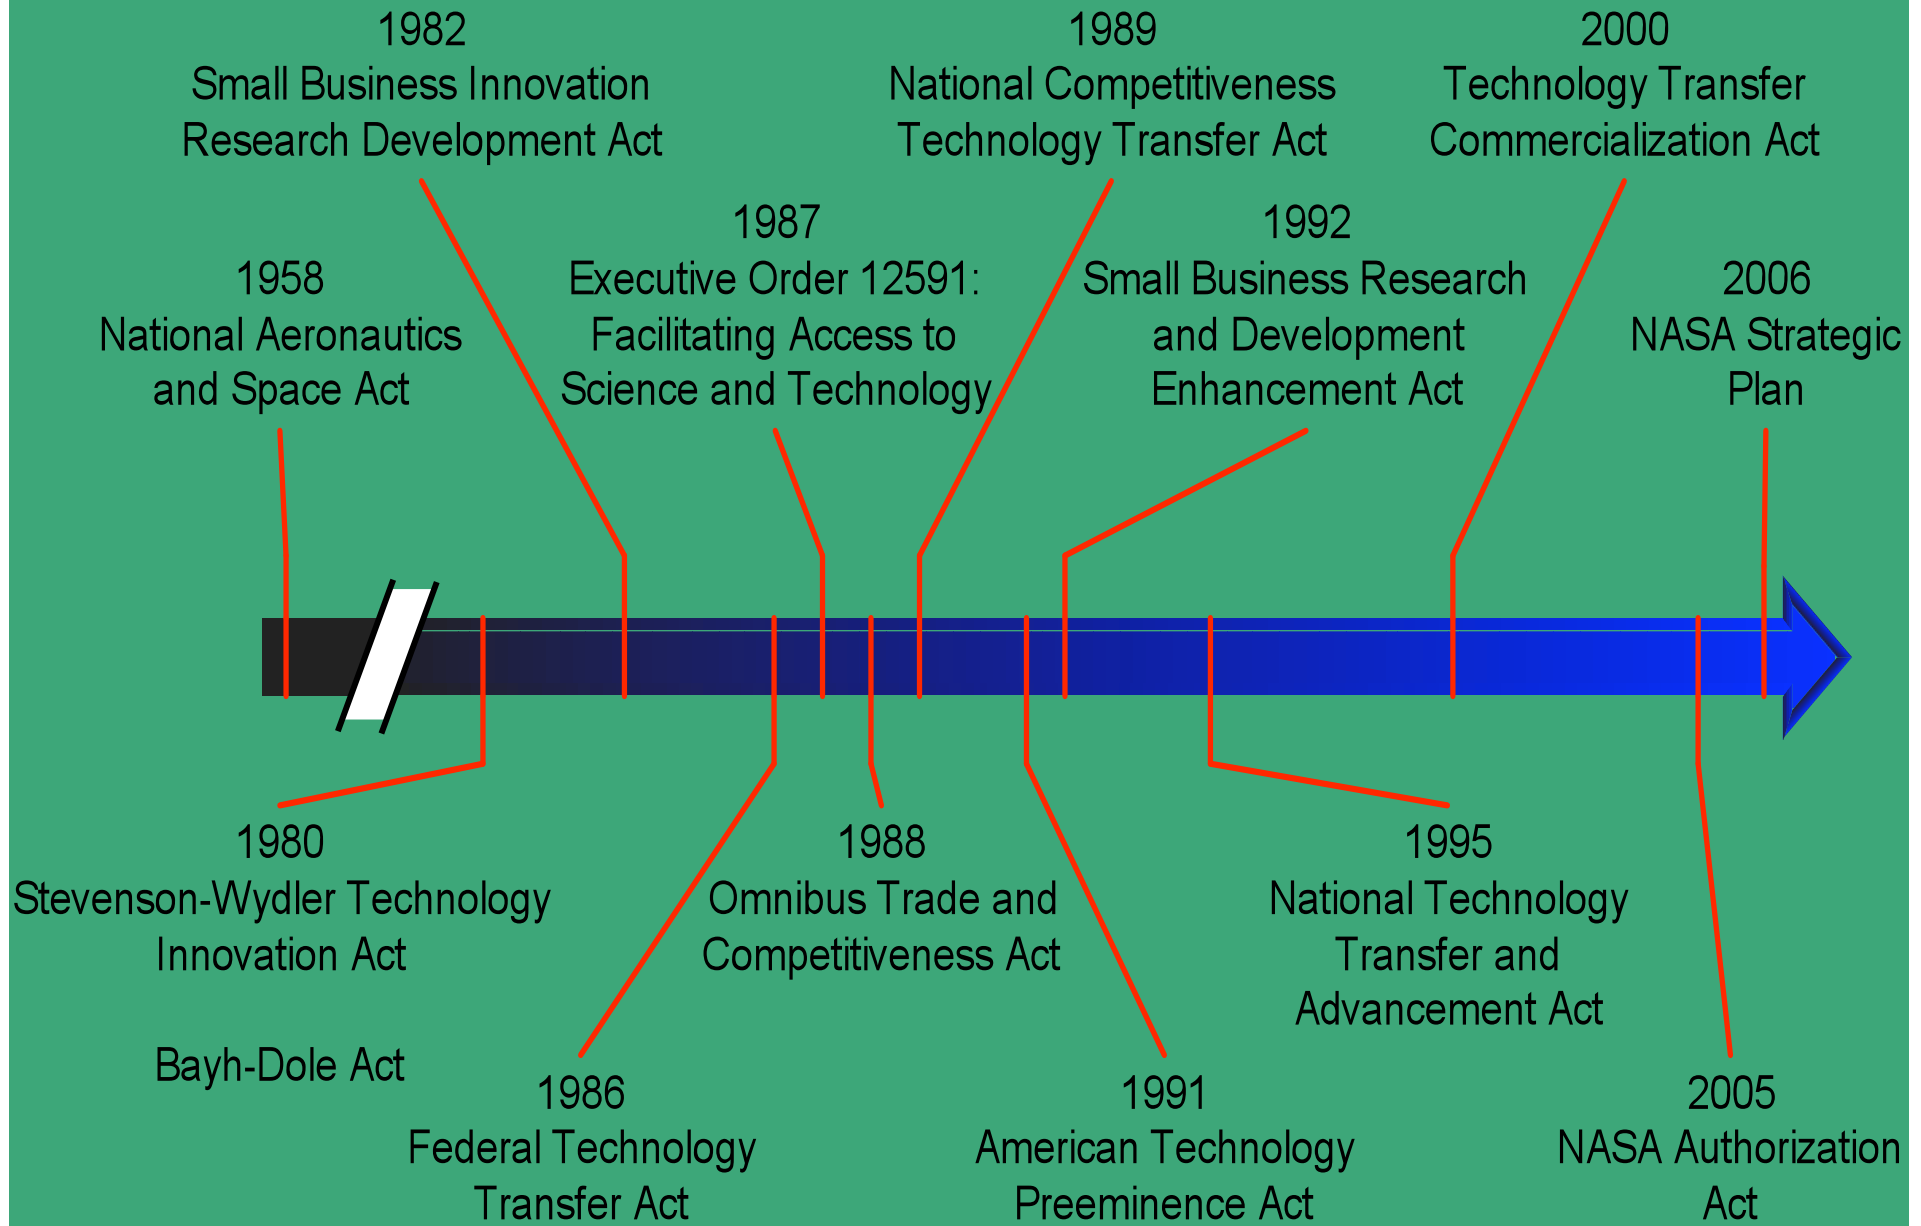 1982
Small Business Innovation
Research Development Act
1989
National Competitiveness
Technology Transfer Act
2000
Technology Transfer
Commercialization Act
1958
National Aeronautics
and Space Act
1987
Executive Order 12591:
Facilitating Access to
Science and Technology
1992
Small Business Research
and Development
Enhancement Act
2006
NASA Strategic
Plan
1980
Stevenson-Wydler Technology
Innovation Act
Bayh-Dole Act
1986
Federal Technology
Transfer Act
1988
Omnibus Trade and
Competitiveness Act
1991
American Technology
Preeminence Act
1995
National Technology
Transfer and
Advancement Act
2005
NASA Authorization
Act